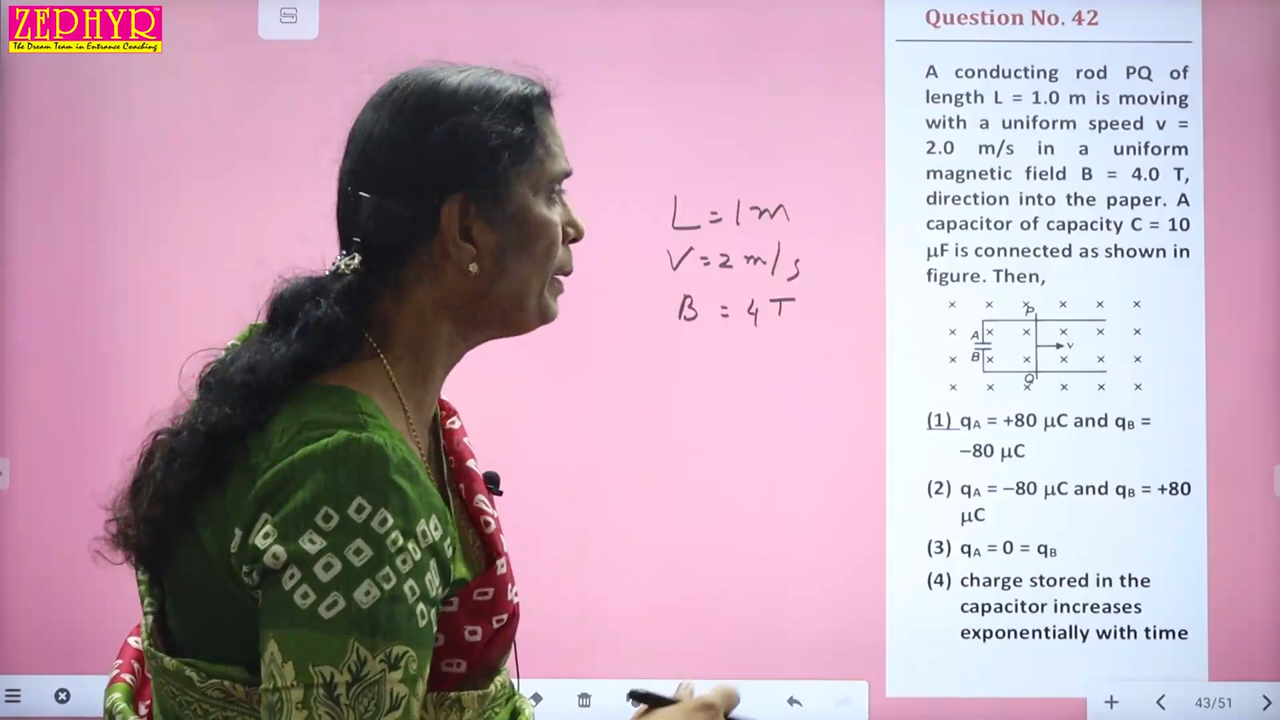 ZEPHYR™
The Dream Team in Entrance Coaching
L = 1 m
V = 2 m/s
B = 4 T
Question No. 42
A conducting rod PQ of
length L = 1.0 m is moving
with a uniform speed v =
2.0 m/s in a uniform
magnetic field B = 4.0 T,
direction into the paper. A
capacitor of capacity C = 10
μF is connected as shown in
figure. Then,
P
A
v
B
Q
(1) qA = +80 μC and qB =
−80 μC
(2) qA = −80 μC and qB = +80
μC
(3) qA = 0 = qB
(4) charge stored in the
capacitor increases
exponentially with time
43/51